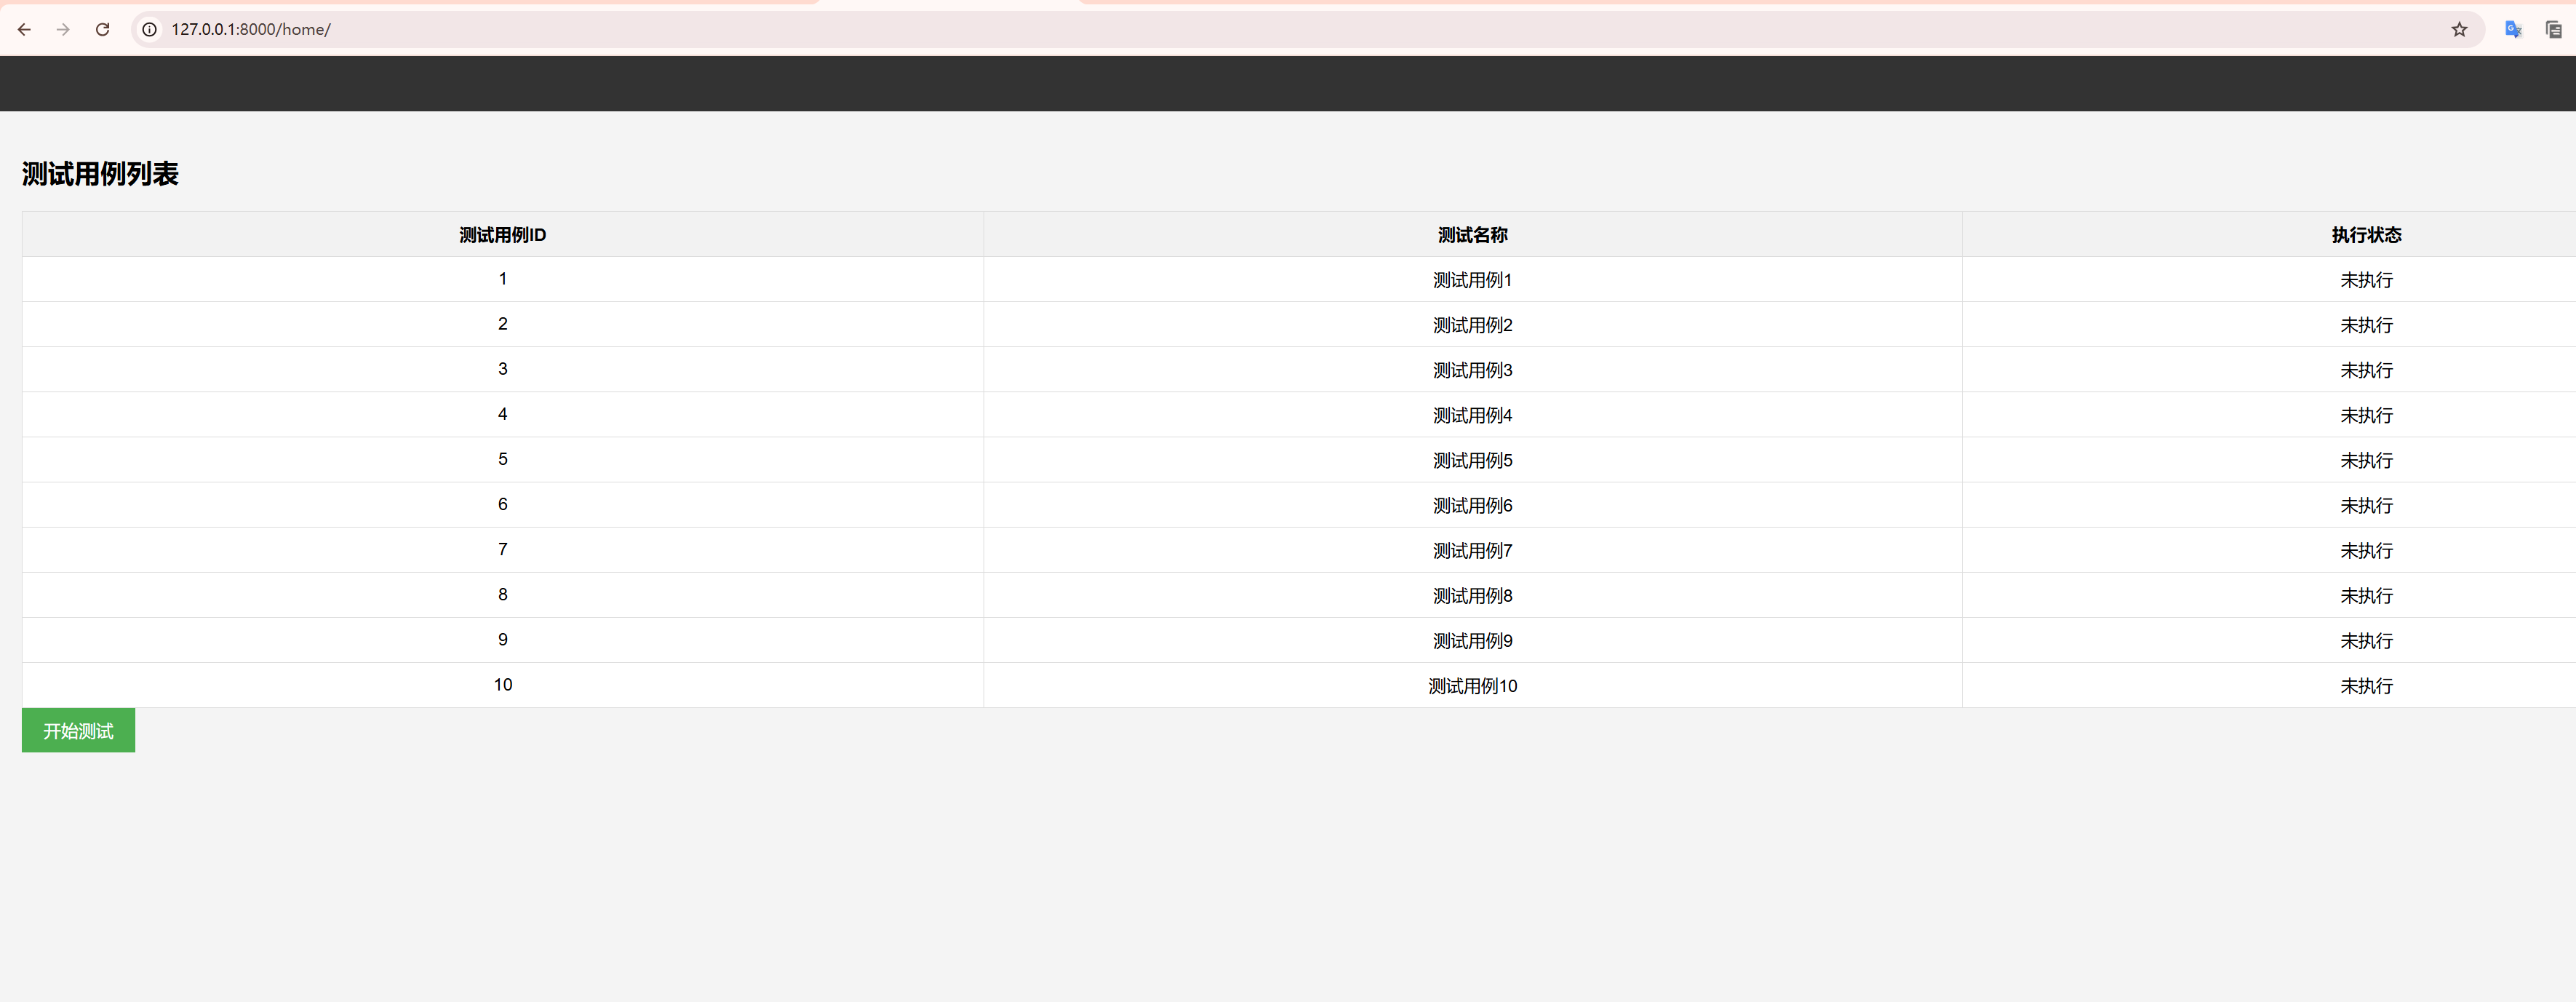 127.0.0.1:8000/home/
测试用例列表
测试用例ID 测试名称 执行状态
1 测试用例1 未执行
2 测试用例2 未执行
3 测试用例3 未执行
4 测试用例4 未执行
5 测试用例5 未执行
6 测试用例6 未执行
7 测试用例7 未执行
8 测试用例8 未执行
9 测试用例9 未执行
10 测试用例10 未执行
开始测试